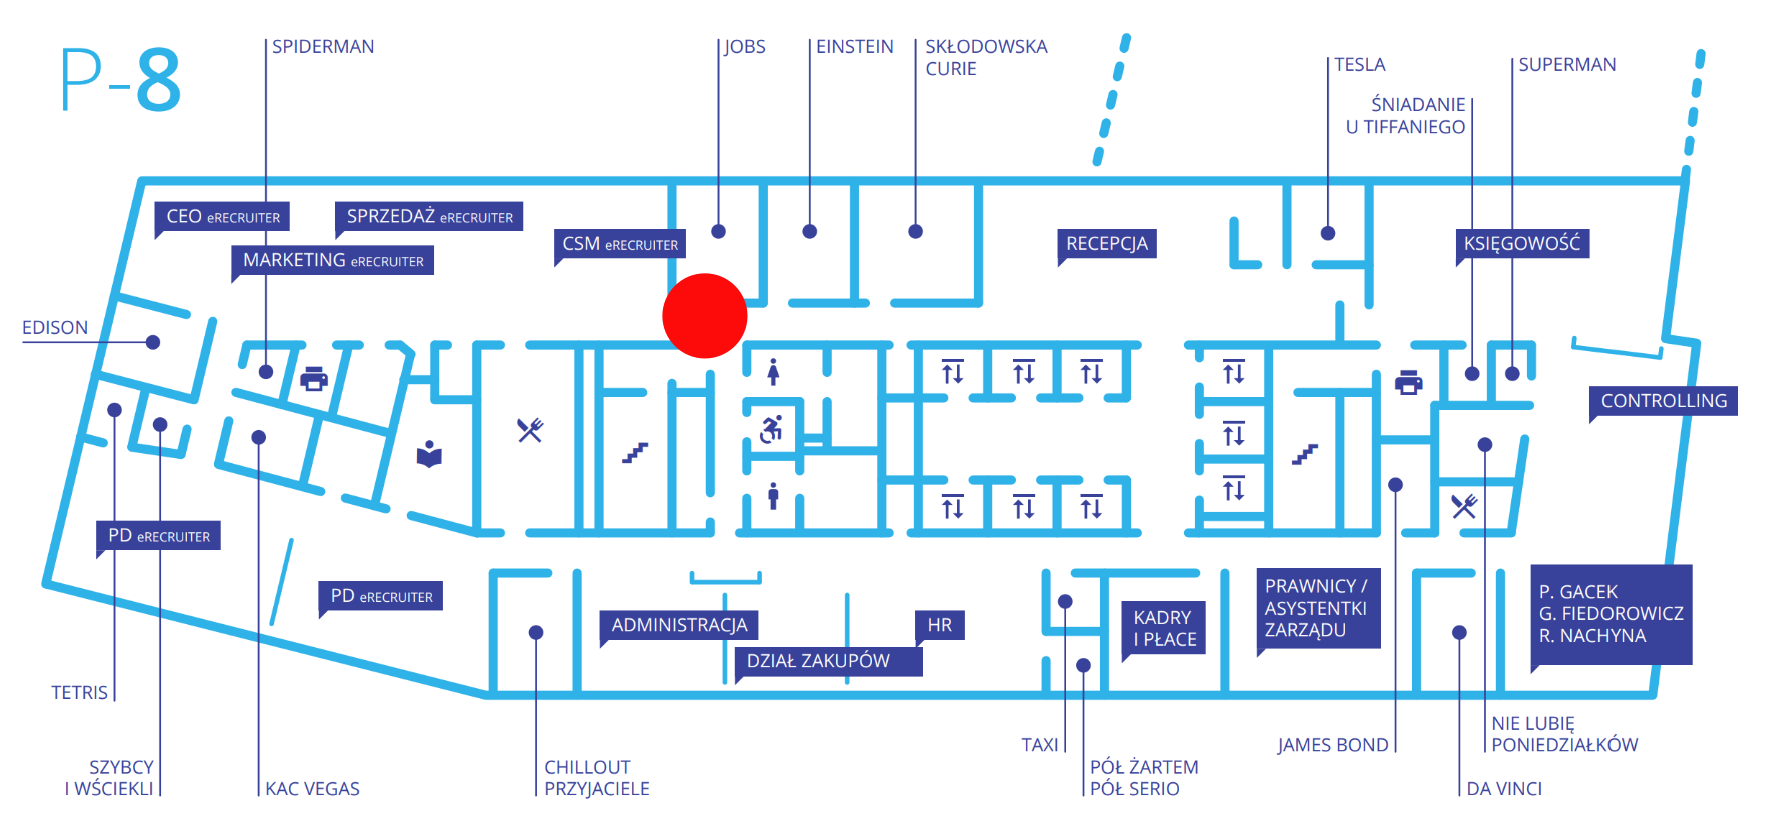 P-8
SPIDERMAN
JOBS
EINSTEIN
SKŁODOWSKA
CURIE
TESLA
SUPERMAN
ŚNIADANIE
U TIFFANIEGO
CEO eRECRUITER
SPRZEDAŻ eRECRUITER
MARKETING eRECRUITER
CSM eRECRUITER
RECEPCJA
KSIĘGOWOŚĆ
EDISON
CONTROLLING
PD eRECRUITER
PD eRECRUITER
ADMINISTRACJA
DZIAŁ ZAKUPÓW
HR
KADRY
I PŁACE
PRAWNICY /
ASYSTENTKI
ZARZĄDU
P. GACEK
G. FIEDOROWICZ
R. NACHYNA
TETRIS
SZYBCY
I WŚCIEKLI
KAC VEGAS
CHILLOUT
PRZYJACIELE
TAXI
PÓŁ ŻARTEM
PÓŁ SERIO
JAMES BOND
NIE LUBIĘ
PONIEDZIAŁKÓW
DA VINCI